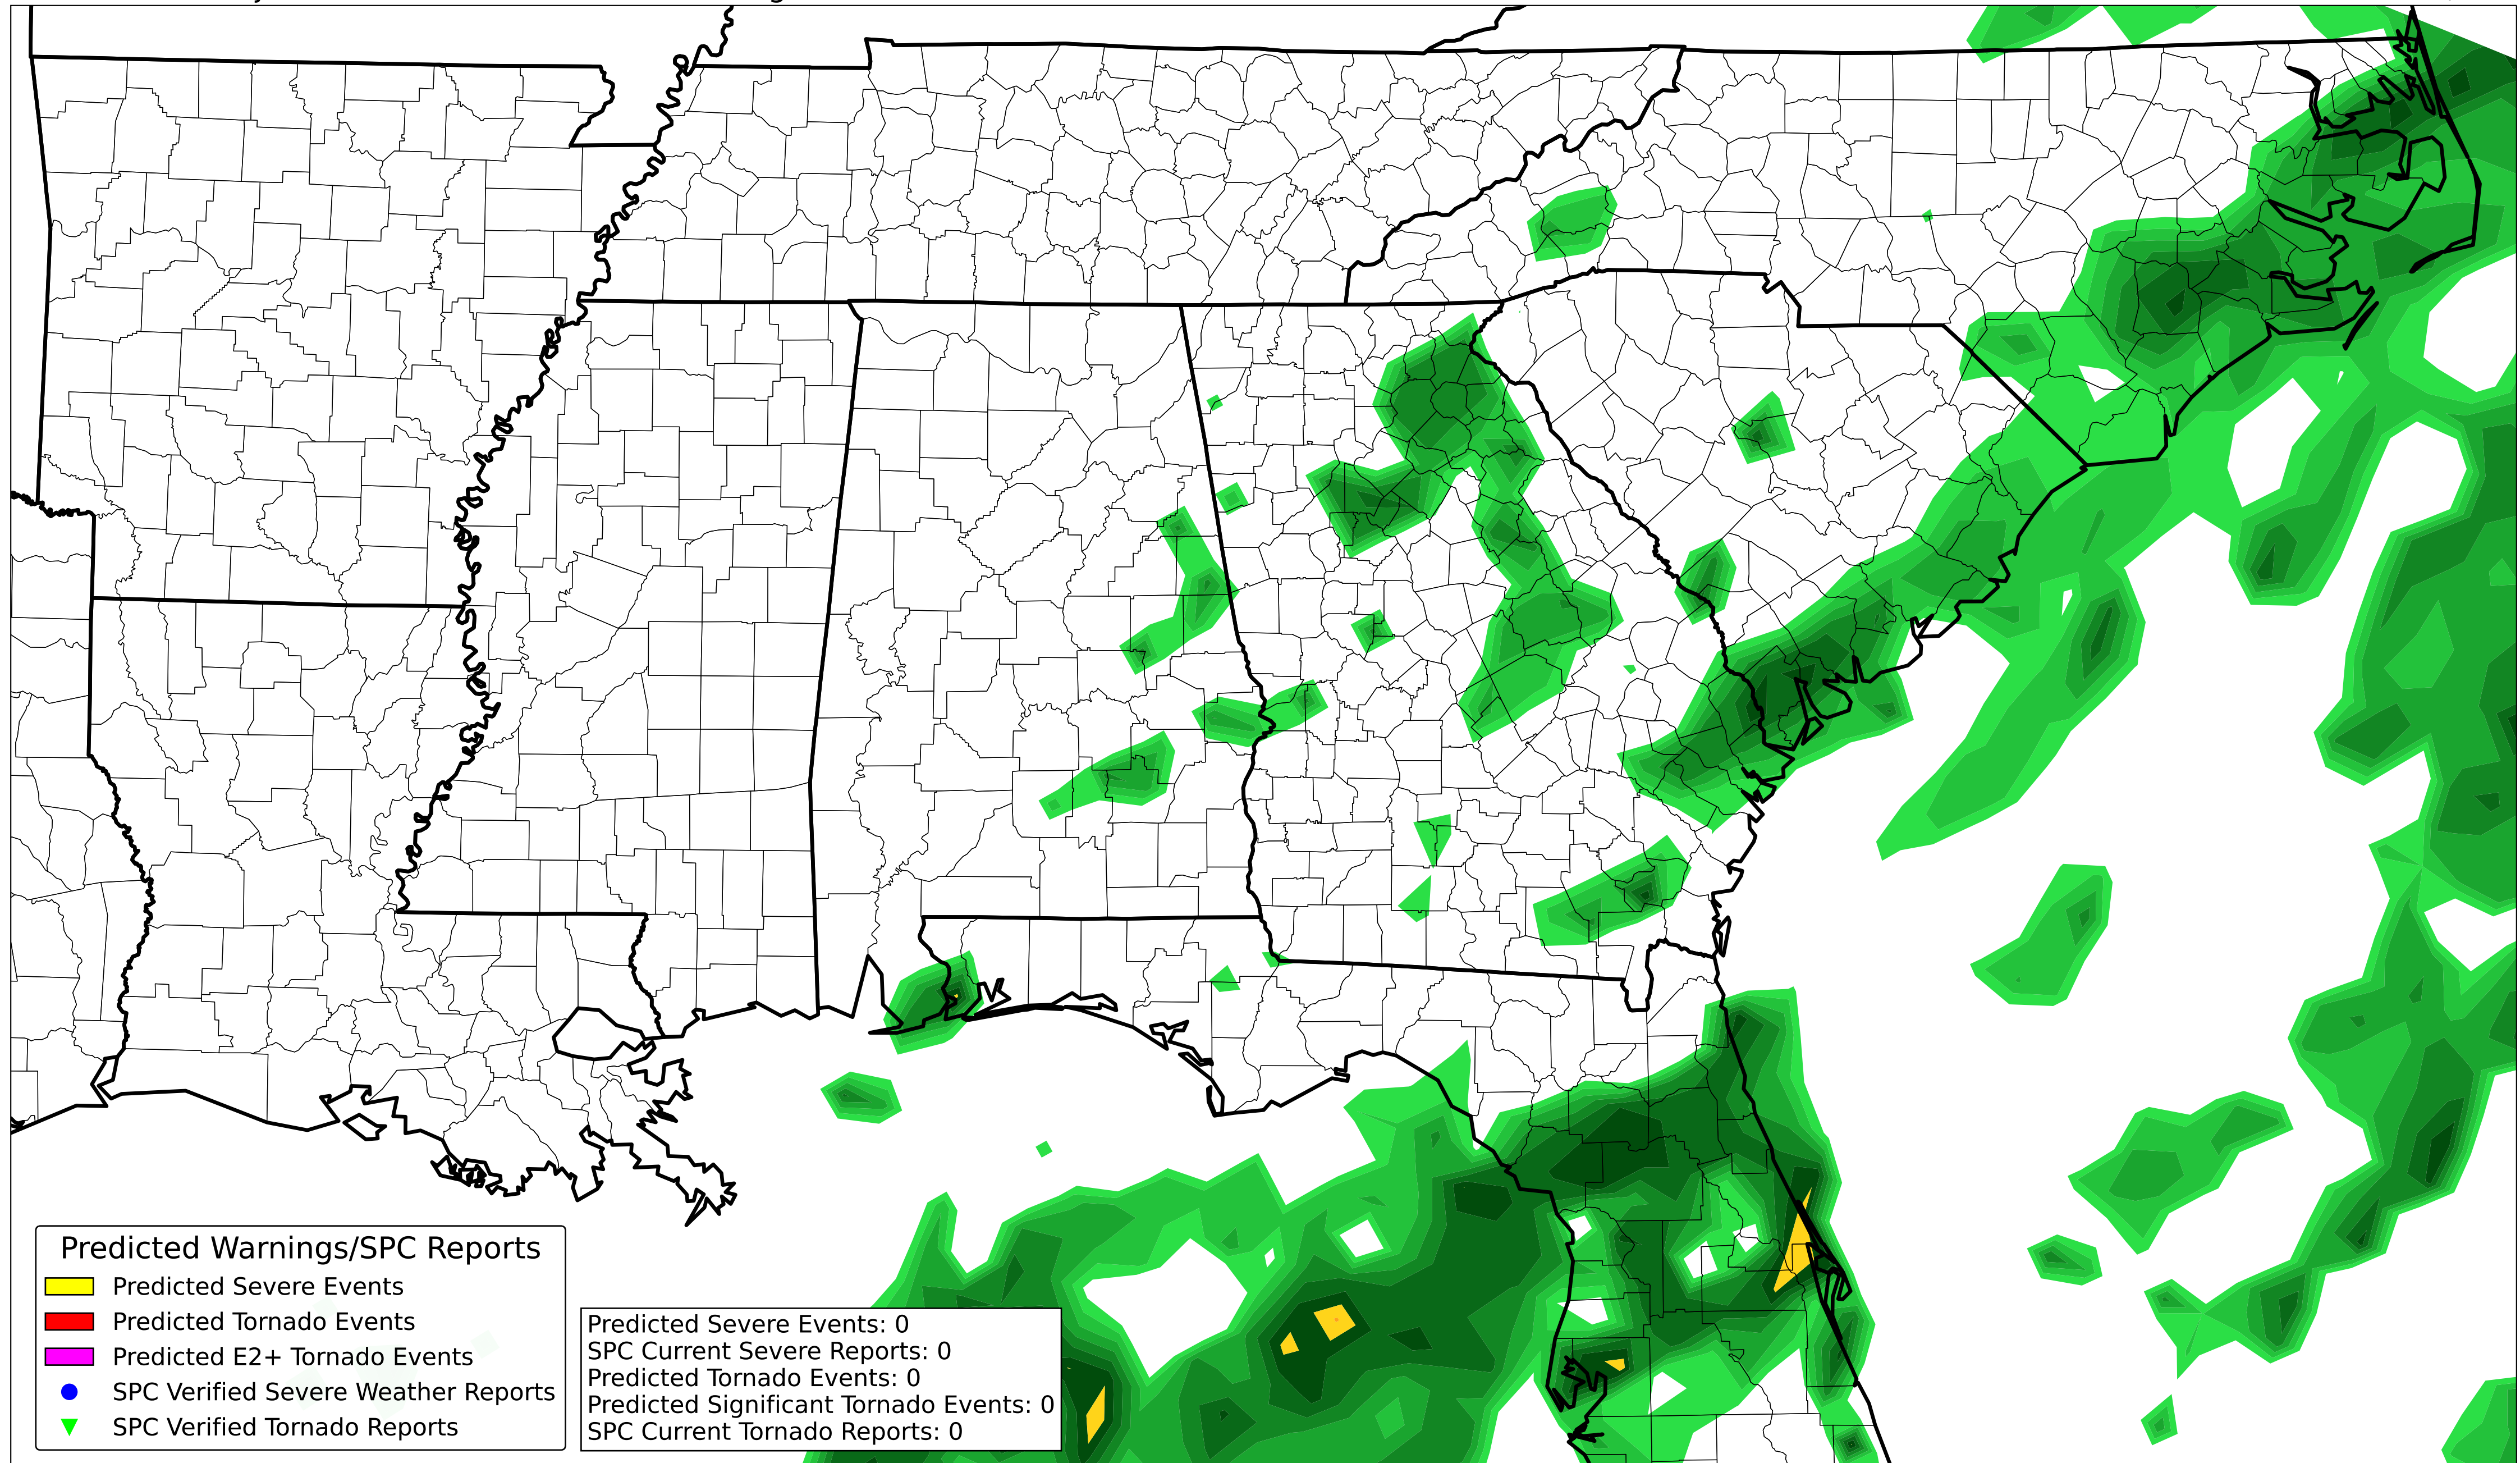 Predicted Warnings/SPC Reports
Predicted Severe Events
Predicted Tornado Events
Predicted E2+ Tornado Events
SPC Verified Severe Weather Reports
SPC Verified Tornado Reports
Predicted Severe Events: 0
SPC Current Severe Reports: 0
Predicted Tornado Events: 0
Predicted Significant Tornado Events: 0
SPC Current Tornado Reports: 0